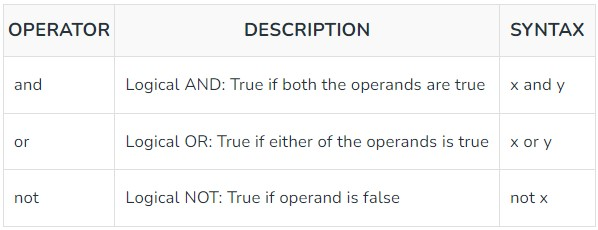 OPERATOR DESCRIPTION SYNTAX
and Logical AND: True if both the operands are true x and y
or Logical OR: True if either of the operands is true x or y
not Logical NOT: True if operand is false not x